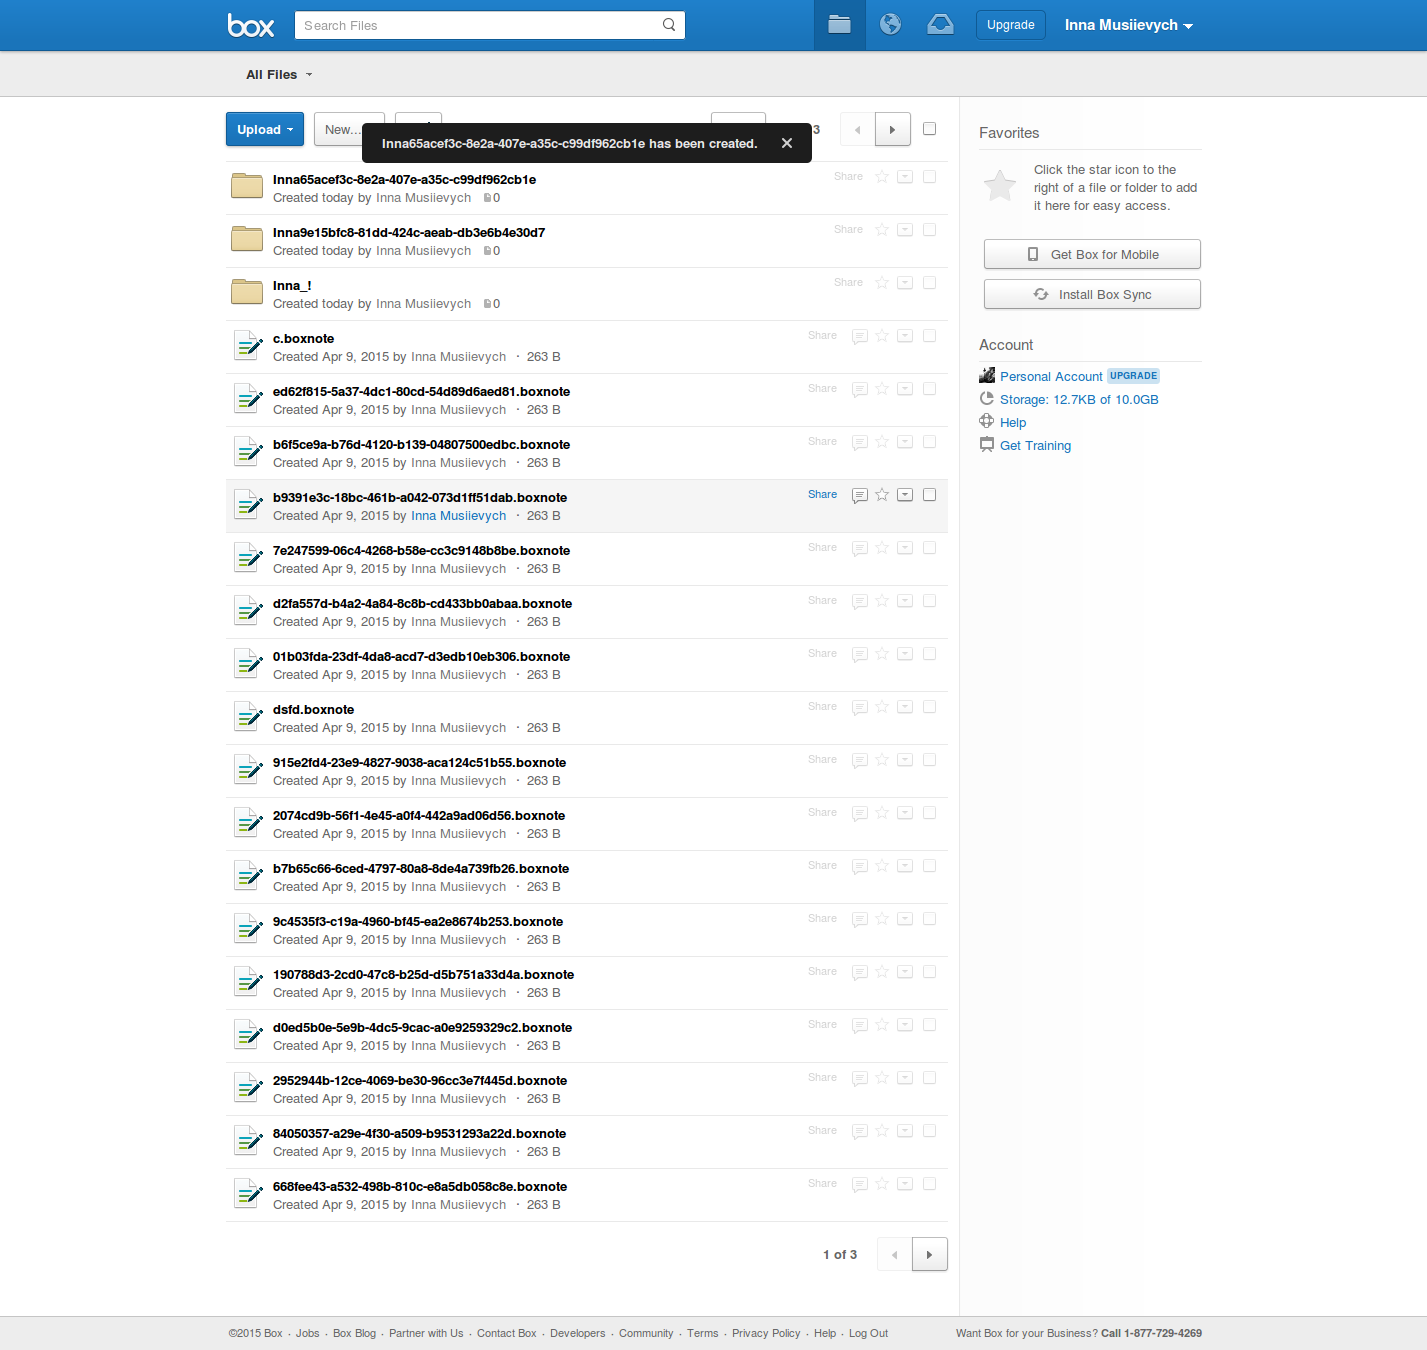 box
Search Files
Upgrade
Inna Musiievych
All Files
Upload
New...
3
Inna65acef3c-8e2a-407e-a35c-c99df962cb1e has been created.
Inna65acef3c-8e2a-407e-a35c-c99df962cb1e
Share
Created today by Inna Musiievych 0
Inna9e15bfc8-81dd-424c-aeab-db3e6b4e30d7
Share
Created today by Inna Musiievych 0
Inna_!
Share
Created today by Inna Musiievych 0
c.boxnote
Share
Created Apr 9, 2015 by Inna Musiievych · 263 B
ed62f815-5a37-4dc1-80cd-54d89d6aed81.boxnote
Share
Created Apr 9, 2015 by Inna Musiievych · 263 B
b6f5ce9a-b76d-4120-b139-04807500edbc.boxnote
Share
Created Apr 9, 2015 by Inna Musiievych · 263 B
b9391e3c-18bc-461b-a042-073d1ff51dab.boxnote
Share
Created Apr 9, 2015 by Inna Musiievych · 263 B
7e247599-06c4-4268-b58e-cc3c9148b8be.boxnote
Share
Created Apr 9, 2015 by Inna Musiievych · 263 B
d2fa557d-b4a2-4a84-8c8b-cd433bb0abaa.boxnote
Share
Created Apr 9, 2015 by Inna Musiievych · 263 B
01b03fda-23df-4da8-acd7-d3edb10eb306.boxnote
Share
Created Apr 9, 2015 by Inna Musiievych · 263 B
dsfd.boxnote
Share
Created Apr 9, 2015 by Inna Musiievych · 263 B
915e2fd4-23e9-4827-9038-aca124c51b55.boxnote
Share
Created Apr 9, 2015 by Inna Musiievych · 263 B
2074cd9b-56f1-4e45-a0f4-442a9ad06d56.boxnote
Share
Created Apr 9, 2015 by Inna Musiievych · 263 B
b7b65c66-6ced-4797-80a8-8de4a739fb26.boxnote
Share
Created Apr 9, 2015 by Inna Musiievych · 263 B
9c4535f3-c19a-4960-bf45-ea2e8674b253.boxnote
Share
Created Apr 9, 2015 by Inna Musiievych · 263 B
190788d3-2cd0-47c8-b25d-d5b751a33d4a.boxnote
Share
Created Apr 9, 2015 by Inna Musiievych · 263 B
d0ed5b0e-5e9b-4dc5-9cac-a0e9259329c2.boxnote
Share
Created Apr 9, 2015 by Inna Musiievych · 263 B
2952944b-12ce-4069-be30-96cc3e7f445d.boxnote
Share
Created Apr 9, 2015 by Inna Musiievych · 263 B
84050357-a29e-4f30-a509-b9531293a22d.boxnote
Share
Created Apr 9, 2015 by Inna Musiievych · 263 B
668fee43-a532-498b-810c-e8a5db058c8e.boxnote
Share
Created Apr 9, 2015 by Inna Musiievych · 263 B
1 of 3
Favorites
Click the star icon to the
right of a file or folder to add
it here for easy access.
Get Box for Mobile
Install Box Sync
Account
Personal Account UPGRADE
Storage: 12.7KB of 10.0GB
Help
Get Training
©2015 Box · Jobs · Box Blog · Partner with Us · Contact Box · Developers · Community · Terms · Privacy Policy · Help · Log Out
Want Box for your Business? Call 1-877-729-4269